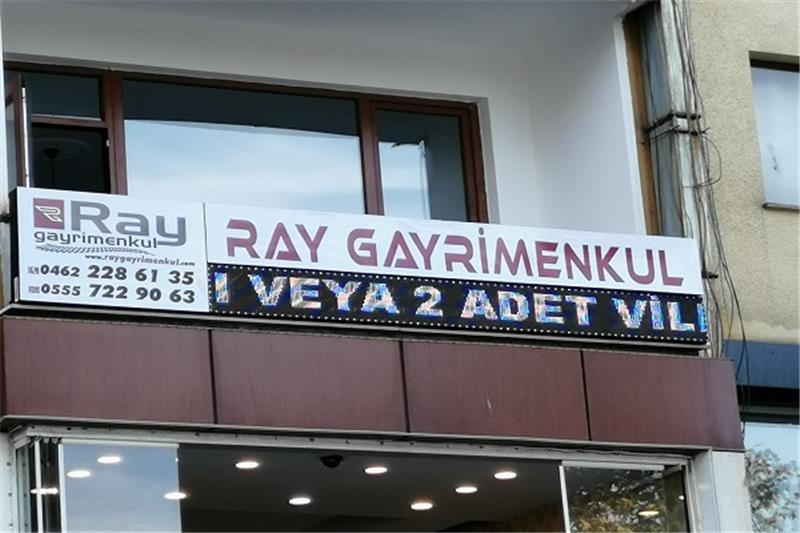 Ray
gayrimenkul
www.raygayrimenkul.com
0462 228 61 35
0555 722 90 63
RAY GAYRİMENKUL
1 VEYA 2 ADET VİL